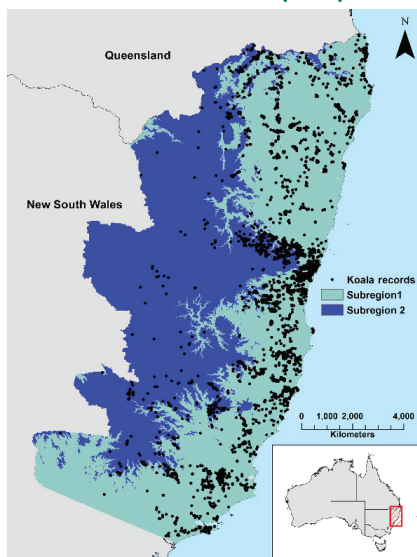 Queensland
N
New South Wales
Koala records
Subregion1
Subregion 2
0 1,000 2,000 4,000
Kilometers